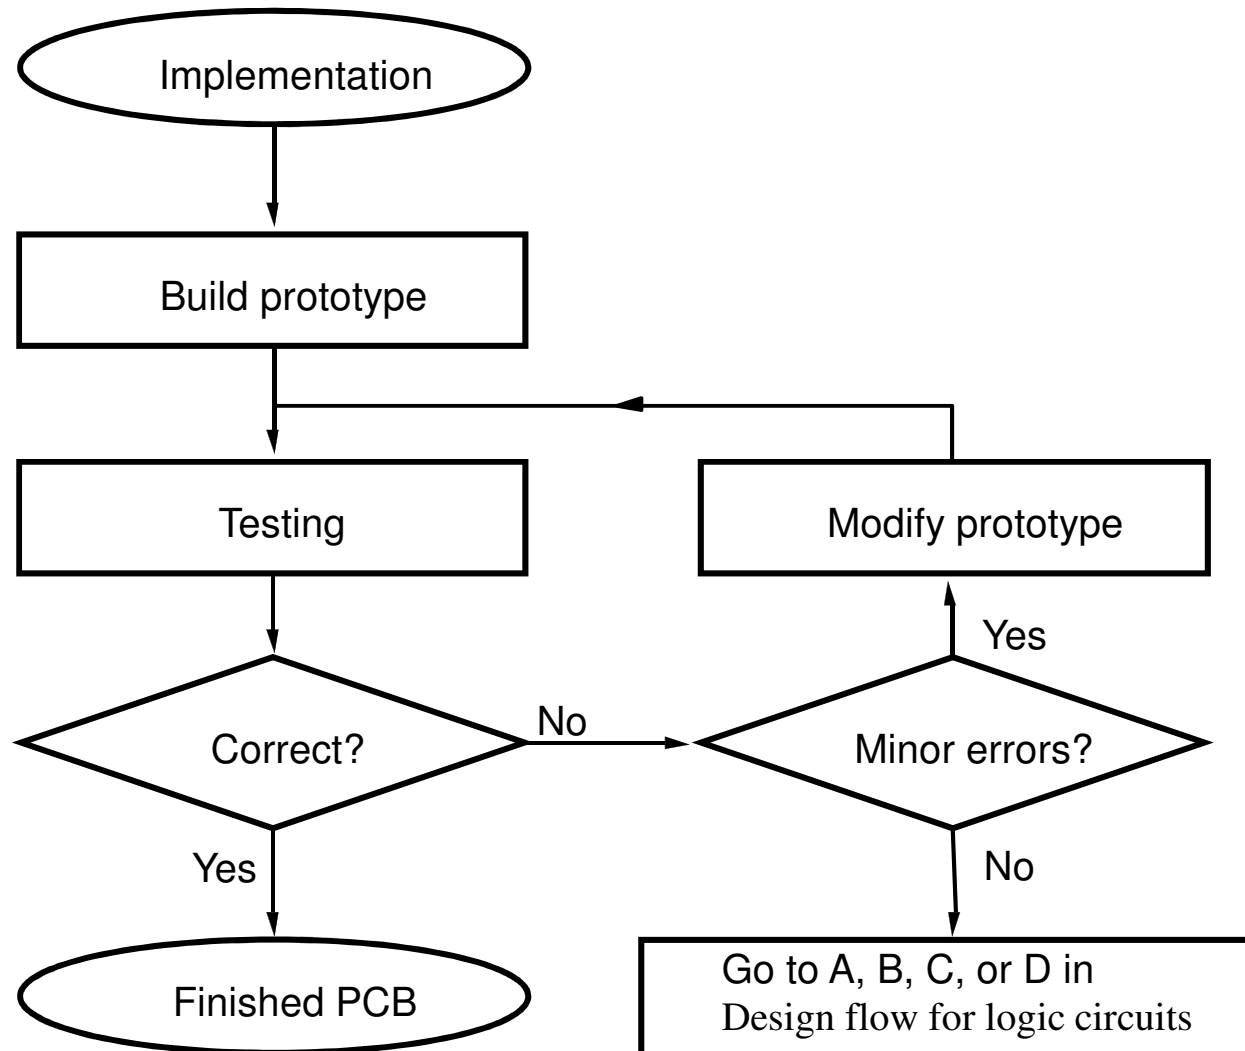 Implementation
Build prototype
Testing
Modify prototype
Yes
No
Correct?
Minor errors?
Yes
No
Finished PCB
Go to A, B, C, or D in
Design flow for logic circuits